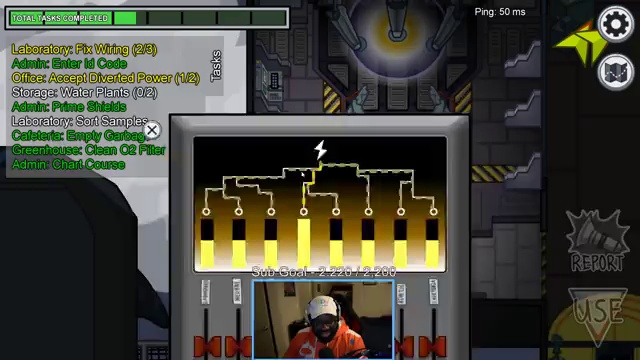 TOTAL TASKS COMPLETED
Ping: 50 ms
Laboratory: Fix Wiring (2/3)
Admin: Enter Id Code
Office: Accept Diverted Power (1/2)
Storage: Water Plants (0/2)
Admin: Prime Shields
Laboratory: Sort Samples
Cafeteria: Empty Garbag
Greenhouse: Clean O2 Filter
Admin: Chart Course
Tasks
Sub Goal - 2,220 / 2,200
REPORT
USE